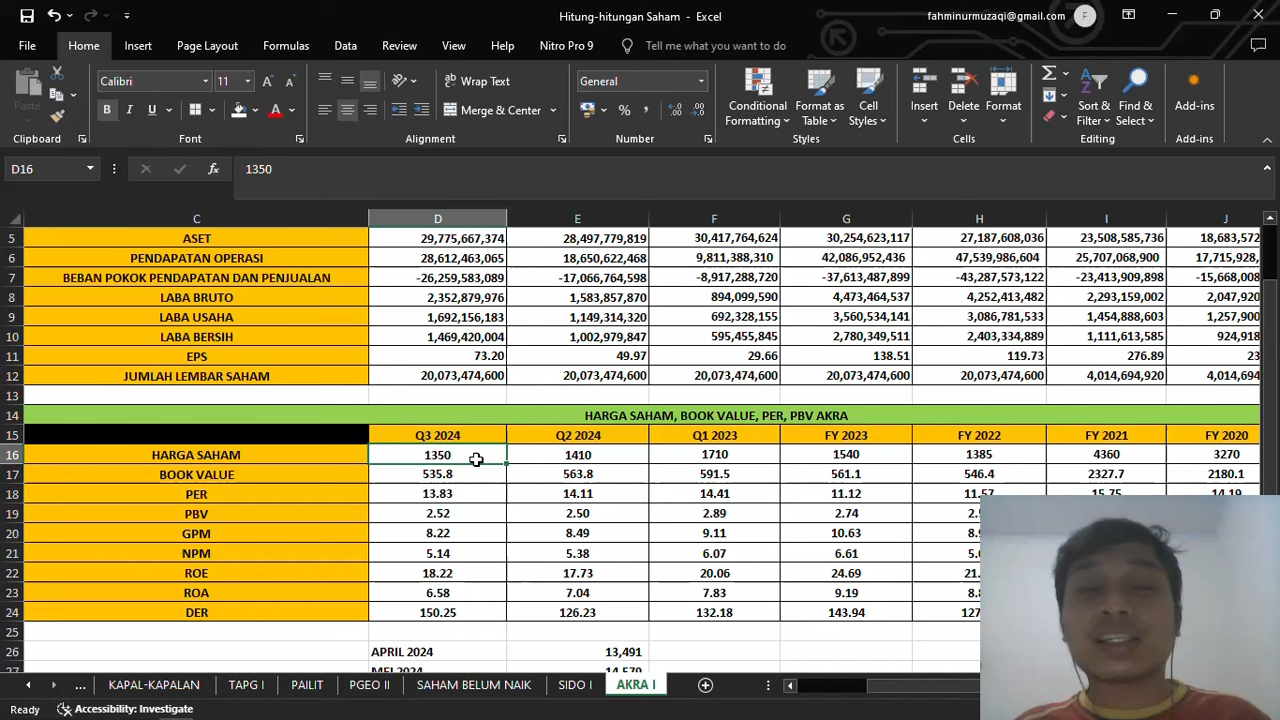 Hitung-hitungan Saham - Excel
fahminurmuzaqi@gmail.com F
File Home Insert Page Layout Formulas Data Review View Help Nitro Pro 9 Tell me what you want to do
Paste Calibri 11 Wrap Text General Conditional Formatting Format as Table Cell Styles Insert Delete Format Sort & Filter Find & Select Add-ins
B I U Merge & Center
Clipboard Font Alignment Number Styles Cells Editing Add-ins
D16 fx 1350
C D E F G H I J
5 ASET 29,775,667,374 28,497,779,819 30,417,764,624 30,254,623,117 27,187,608,036 23,508,585,736 18,683,572
6 PENDAPATAN OPERASI 28,612,463,065 18,650,622,468 9,811,388,310 42,086,952,436 47,539,986,604 25,707,068,900 17,715,928,
7 BEBAN POKOK PENDAPATAN DAN PENJUALAN -26,259,583,089 -17,066,764,598 -8,917,288,720 -37,613,487,899 -43,287,573,122 -23,413,909,898 -15,668,008
8 LABA BRUTO 2,352,879,976 1,583,857,870 894,099,590 4,473,464,537 4,252,413,482 2,293,159,002 2,047,920
9 LABA USAHA 1,692,156,183 1,149,314,320 692,328,155 3,560,534,141 3,086,781,533 1,454,888,603 1,257,900
10 LABA BERSIH 1,469,420,004 1,002,979,847 595,455,845 2,780,349,511 2,403,334,889 1,111,613,585 924,918
11 EPS 73.20 49.97 29.66 138.51 119.73 276.89 23
12 JUMLAH LEMBAR SAHAM 20,073,474,600 20,073,474,600 20,073,474,600 20,073,474,600 20,073,474,600 4,014,694,920 4,014,694
13
14 HARGA SAHAM, BOOK VALUE, PER, PBV AKRA
15 Q3 2024 Q2 2024 Q1 2023 FY 2023 FY 2022 FY 2021 FY 2020
16 HARGA SAHAM 1350 1410 1710 1540 1385 4360 3270
17 BOOK VALUE 535.8 563.8 591.5 561.1 546.4 2327.7 2180.1
18 PER 13.83 14.11 14.41 11.12 11.57 15.75 14.19
19 PBV 2.52 2.50 2.89 2.74
20 GPM 8.22 8.49 9.11 10.63
21 NPM 5.14 5.38 6.07 6.61
22 ROE 18.22 17.73 20.06 24.69
23 ROA 6.58 7.04 7.83 9.19
24 DER 150.25 126.23 132.18 143.94
25
26 APRIL 2024 13,491
27 MEI 2024 14,579
... KAPAL-KAPALAN TAPG I PAILIT PGEO II SAHAM BELUM NAIK SIDO I AKRA I
Ready Accessibility: Investigate